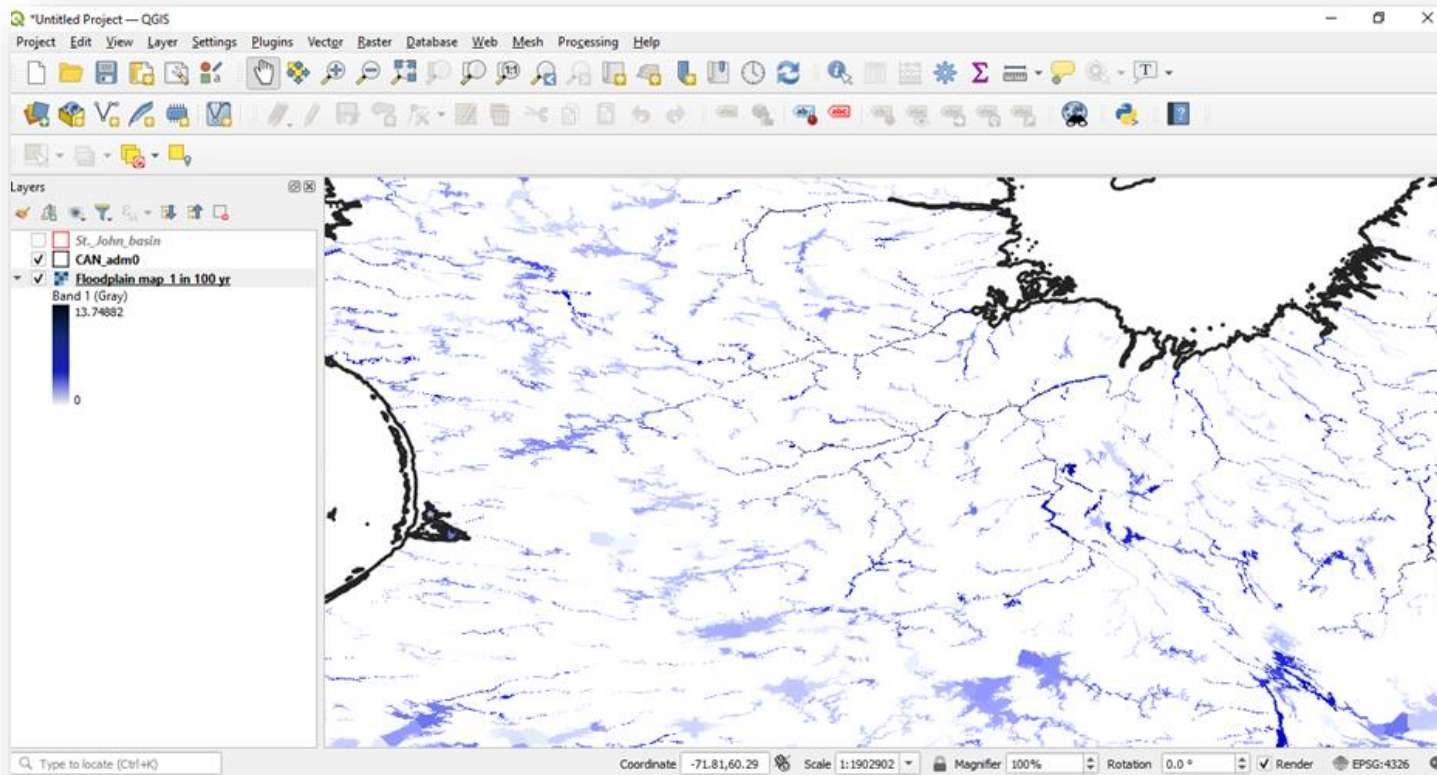 *Untitled Project — QGIS
Project Edit View Layer Settings Plugins Vector Raster Database Web Mesh Processing Help
Layers
St._John_basin
CAN_adm0
Floodplain map 1 in 100 yr
Band 1 (Gray)
13.74882
0
Type to locate (Ctrl+K) Coordinate -71.81,60.29 Scale 1:1902902 Magnifier 100% Rotation 0.0 ° Render EPSG:4326